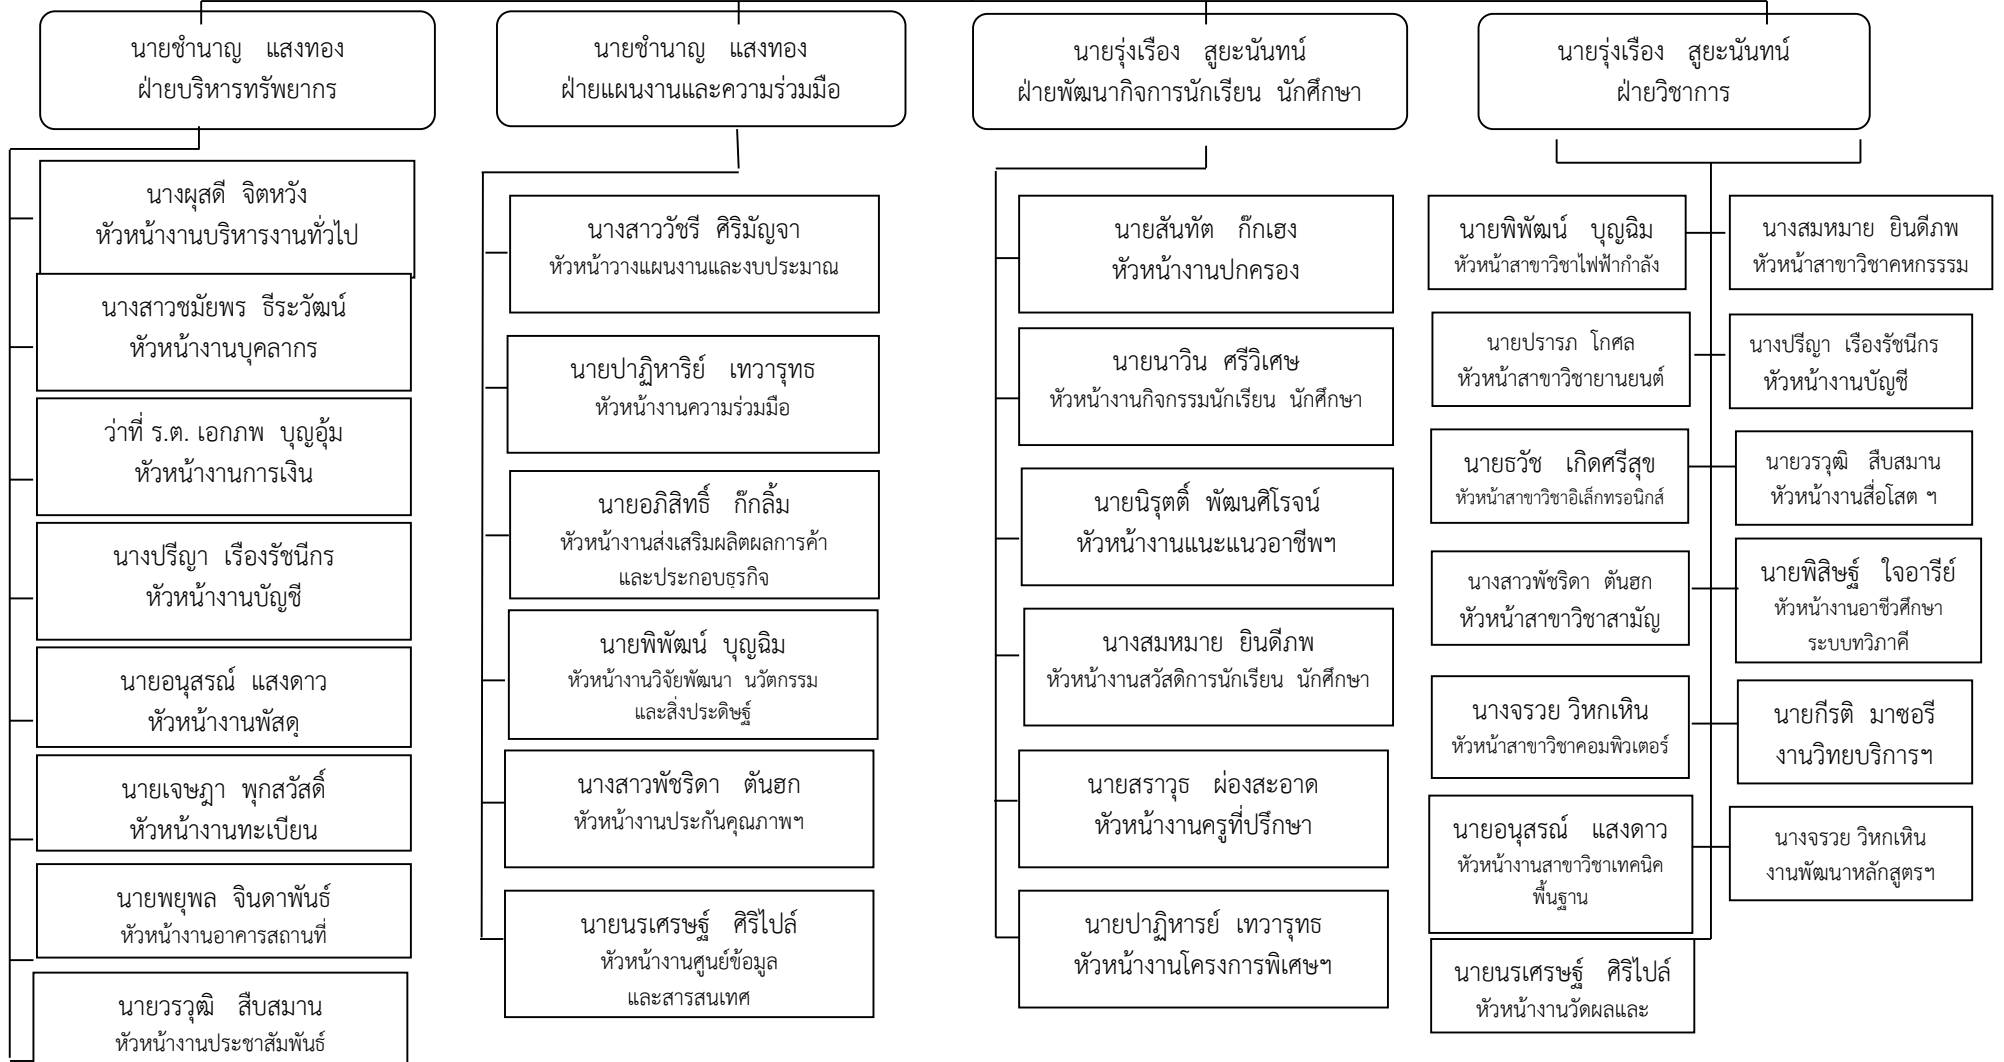 นายชำนาญ แสงทอง
ฝ่ายบริหารทรัพยากร
นายชำนาญ แสงทอง
ฝ่ายแผนงานและความร่วมมือ
นายรุ่งเรือง สูยะนันทน์
ฝ่ายพัฒนากิจการนักเรียน นักศึกษา
นายรุ่งเรือง สูยะนันทน์
ฝ่ายวิชาการ
นางผุสดี จิตหวัง
หัวหน้างานบริหารงานทั่วไป
นางสาวชมัยพร ธีระวัฒน์
หัวหน้างานบุคลากร
ว่าที่ ร.ต. เอกภพ บุญอุ้ม
หัวหน้างานการเงิน
นางปรีญา เรืองรัชนีกร
หัวหน้างานบัญชี
นายอนุสรณ์ แสงดาว
หัวหน้างานพัสดุ
นายเจษฎา พุกสวัสดิ์
หัวหน้างานทะเบียน
นายพยุพล จินดาพันธ์
หัวหน้างานอาคารสถานที่
นายวรวุฒิ สืบสมาน
หัวหน้างานประชาสัมพันธ์
นางสาววัชรี ศิริมัญจา
หัวหน้าวางแผนงานและงบประมาณ
นายปาฏิหาริย์ เทวารุทธ
หัวหน้างานความร่วมมือ
นายอภิสิทธิ์ ก๊กลิ้ม
หัวหน้างานส่งเสริมผลิตผลการค้า
และประกอบธุรกิจ
นายพิพัฒน์ บุญฉิม
หัวหน้างานวิจัยพัฒนา นวัตกรรม
และสิ่งประดิษฐ์
นางสาวพัชริดา ตันฮก
หัวหน้างานประกันคุณภาพฯ
นายนรเศรษฐ์ ศิริไปล์
หัวหน้างานศูนย์ข้อมูล
และสารสนเทศ
นายสันทัต ก๊กเฮง
หัวหน้างานปกครอง
นายนาวิน ศรีวิเศษ
หัวหน้างานกิจกรรมนักเรียน นักศึกษา
นายนิรุตติ์ พัฒนศิโรจน์
หัวหน้างานแนะแนวอาชีพฯ
นางสมหมาย ยินดีภพ
หัวหน้างานสวัสดิการนักเรียน นักศึกษา
นายสราวุธ ผ่องสะอาด
หัวหน้างานครูที่ปรึกษา
นายปาฏิหารย์ เทวารุทธ
หัวหน้างานโครงการพิเศษฯ
นายพิพัฒน์ บุญฉิม
หัวหน้าสาขาวิชาไฟฟ้ากำลัง
นายปรารภ โกศล
หัวหน้าสาขาวิชายานยนต์
นายธวัช เกิดศรีสุข
หัวหน้าสาขาวิชาอิเล็กทรอนิกส์
นางสาวพัชริดา ตันฮก
หัวหน้าสาขาวิชาสามัญ
นางจรวย วิหกเหิน
หัวหน้าสาขาวิชาคอมพิวเตอร์
นายอนุสรณ์ แสงดาว
หัวหน้างานสาขาวิชาเทคนิค
พื้นฐาน
นายนรเศรษฐ์ ศิริไปล์
หัวหน้างานวัดผลและ
นางสมหมาย ยินดีภพ
หัวหน้าสาขาวิชาคหกรรรม
นางปรีญา เรืองรัชนีกร
หัวหน้างานบัญชี
นายวรวุฒิ สืบสมาน
หัวหน้างานสื่อโสต ฯ
นายพิสิษฐ์ ใจอารีย์
หัวหน้างานอาชีวศึกษา
ระบบทวิภาคี
นายกีรติ มาซอรี
งานวิทยบริการฯ
นางจรวย วิหกเหิน
งานพัฒนาหลักสูตรฯ